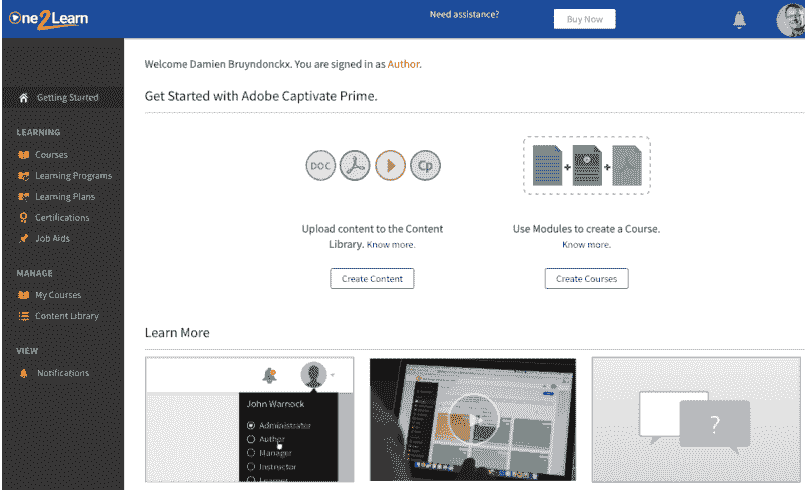 One2Learn
Need assistance?
Buy Now
Welcome Damien Bruyndonckx. You are signed in as Author.
Getting Started
Get Started with Adobe Captivate Prime.
LEARNING
Courses
Learning Programs
Learning Plans
Certifications
Job Aids
MANAGE
My Courses
Content Library
VIEW
Notifications
DOC
Cp
Upload content to the Content
Library. Know more.
Create Content
Use Modules to create a Course.
Know more.
Create Courses
Learn More
John Warnock
Administrator
Author
Manager
Instructor
Learner
?